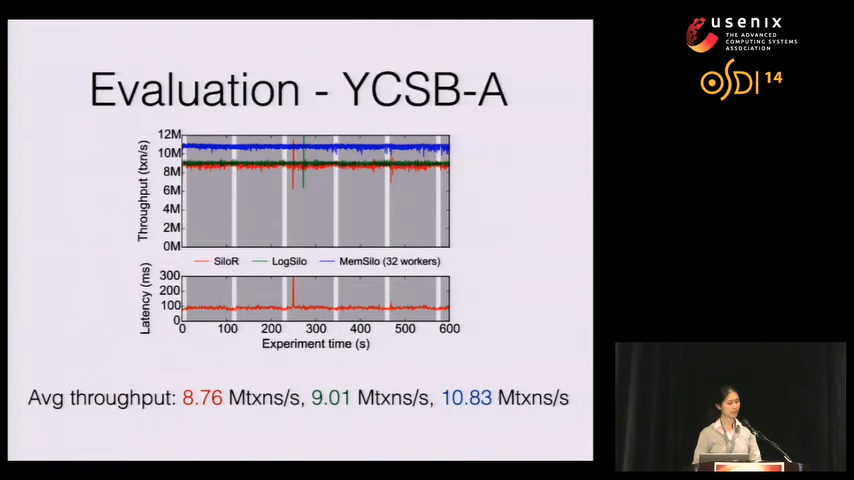 Evaluation - YCSB-A
12M
10M
8M
6M
4M
2M
0M
Throughput (txn/s)
SiloR LogSilo MemSilo (32 workers)
300
200
100
0
Latency (ms)
0 100 200 300 400 500 600
Experiment time (s)
Avg throughput: 8.76 Mtxns/s, 9.01 Mtxns/s, 10.83 Mtxns/s
usenix
THE ADVANCED
COMPUTING SYSTEMS
ASSOCIATION
OSDI 14